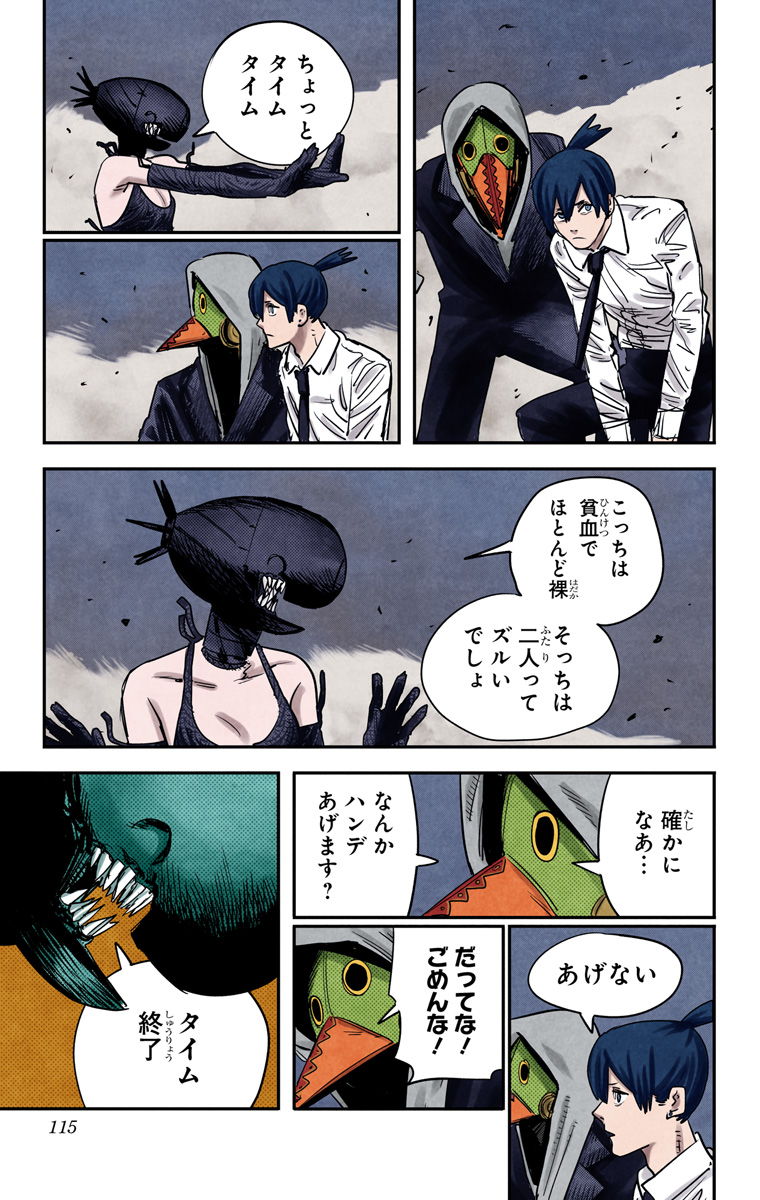 ちょっと
タイム
タイム
こっちは
貧血で
ほとんど裸
そっちは
二人って
ズルい
でしょ
確かに
なあ…
なんか
ハンデ
あげます?
あげない
だってな!
ごめんな!
タイム
終了
115